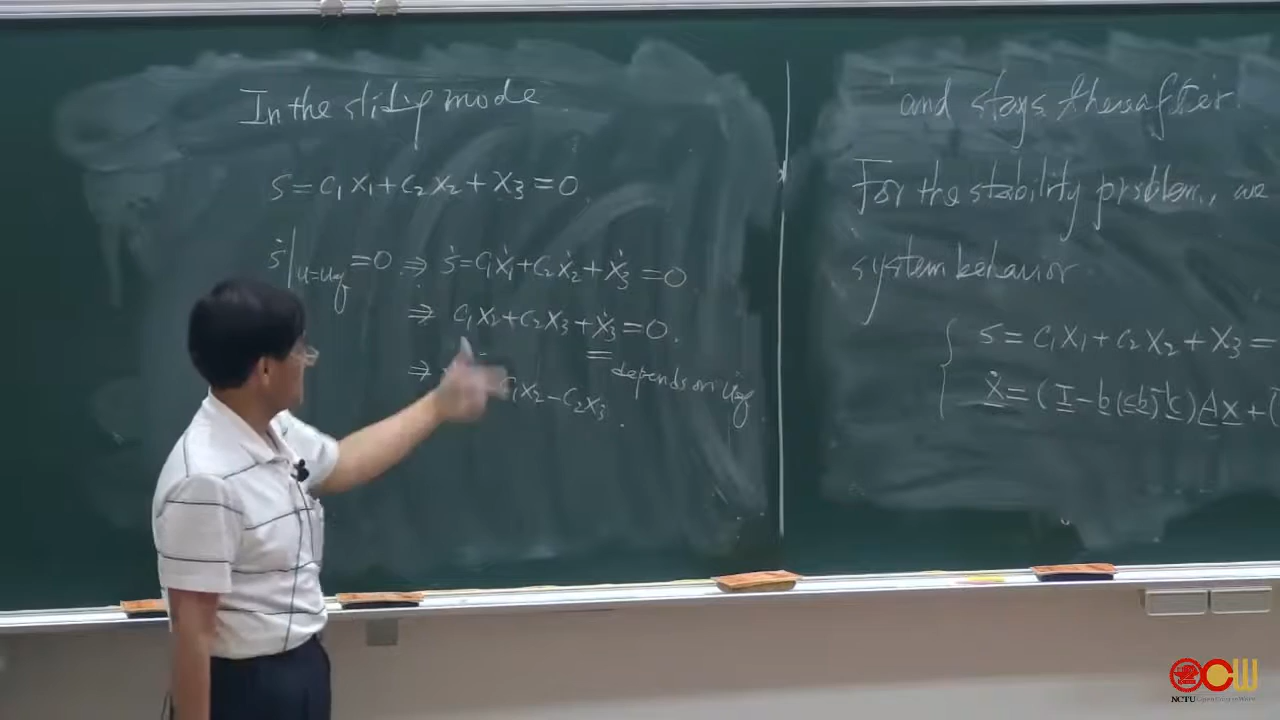 In the sliding mode
S = C₁X₁ + C₂X₂ + X₃ = 0
ṡ|u=ueq = 0 ⇒ ṡ = C₁ẋ₁ + C₂ẋ₂ + ẋ₃ = 0
⇒ C₁X₂ + C₂X₃ + ẋ₃ = 0.
depends on ueq
⇒ C₁X₂ - C₂X₃.
and stays thereafter.
For the stability problem, we
system behavior
S = C₁X₁ + C₂X₂ + X₃ =
ẋ = (I - b(cb)⁻¹c)Ax + (
OCW
NCTU OpenCourseWare